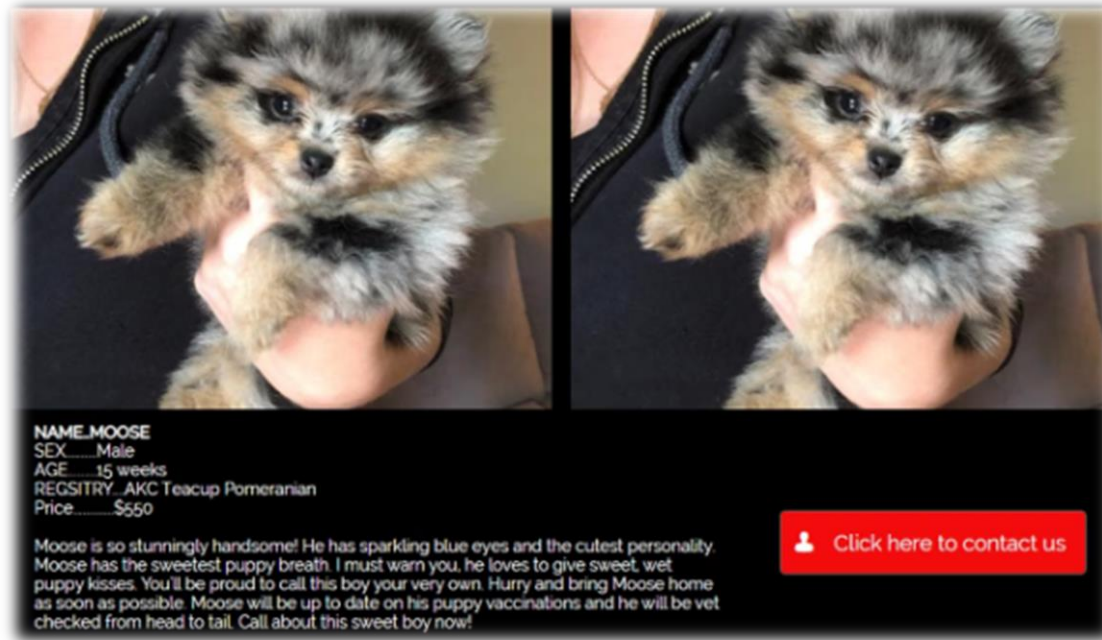 NAME..MOOSE
SEX.........Male
AGE.......15 weeks
REGSITRY...AKC Teacup Pomeranian
Price............$550
Moose is so stunningly handsome! He has sparkling blue eyes and the cutest personality.
Moose has the sweetest puppy breath. I must warn you, he loves to give sweet, wet
puppy kisses. You'll be proud to call this boy your very own. Hurry and bring Moose home
as soon as possible. Moose will be up to date on his puppy vaccinations and he will be vet
checked from head to tail. Call about this sweet boy now!
Click here to contact us